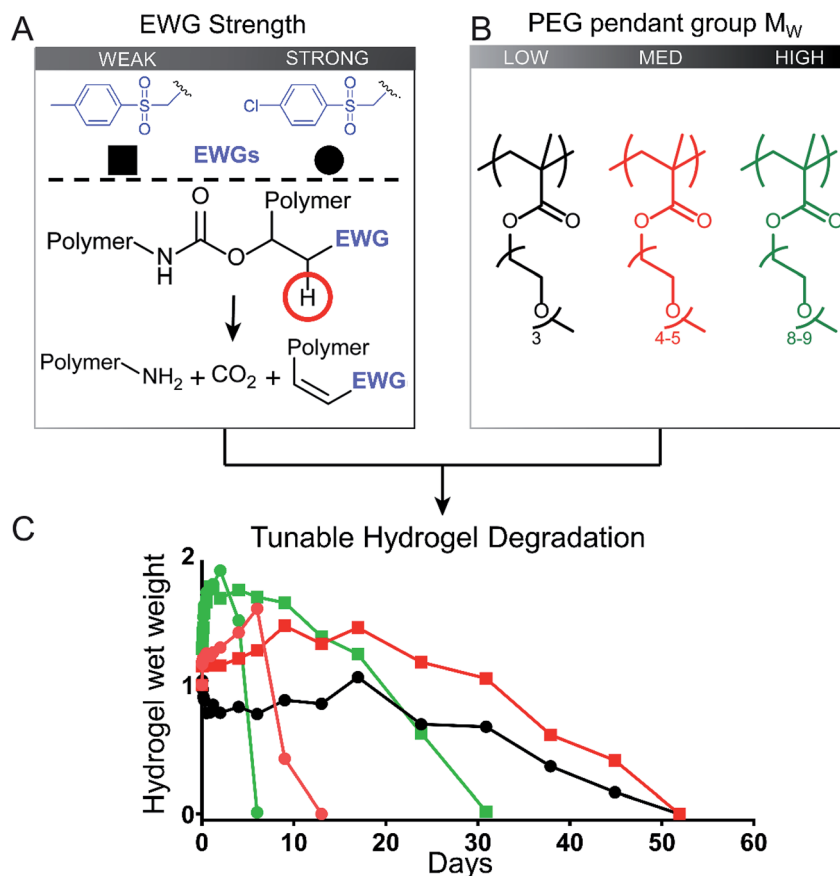 A
EWG Strength
WEAK STRONG
O
S
O
Cl
O
S
O
EWGs
Polymer
O
Polymer
N
H
O
EWG
H
Polymer
NH2 + CO2 +
Polymer
EWG
B
PEG pendant group MW
LOW MED HIGH
O O
O
3
O O
O
4-5
O O
O
8-9
C
Tunable Hydrogel Degradation
Hydrogel wet weight
2
1
0
0 10 20 30 40 50 60
Days